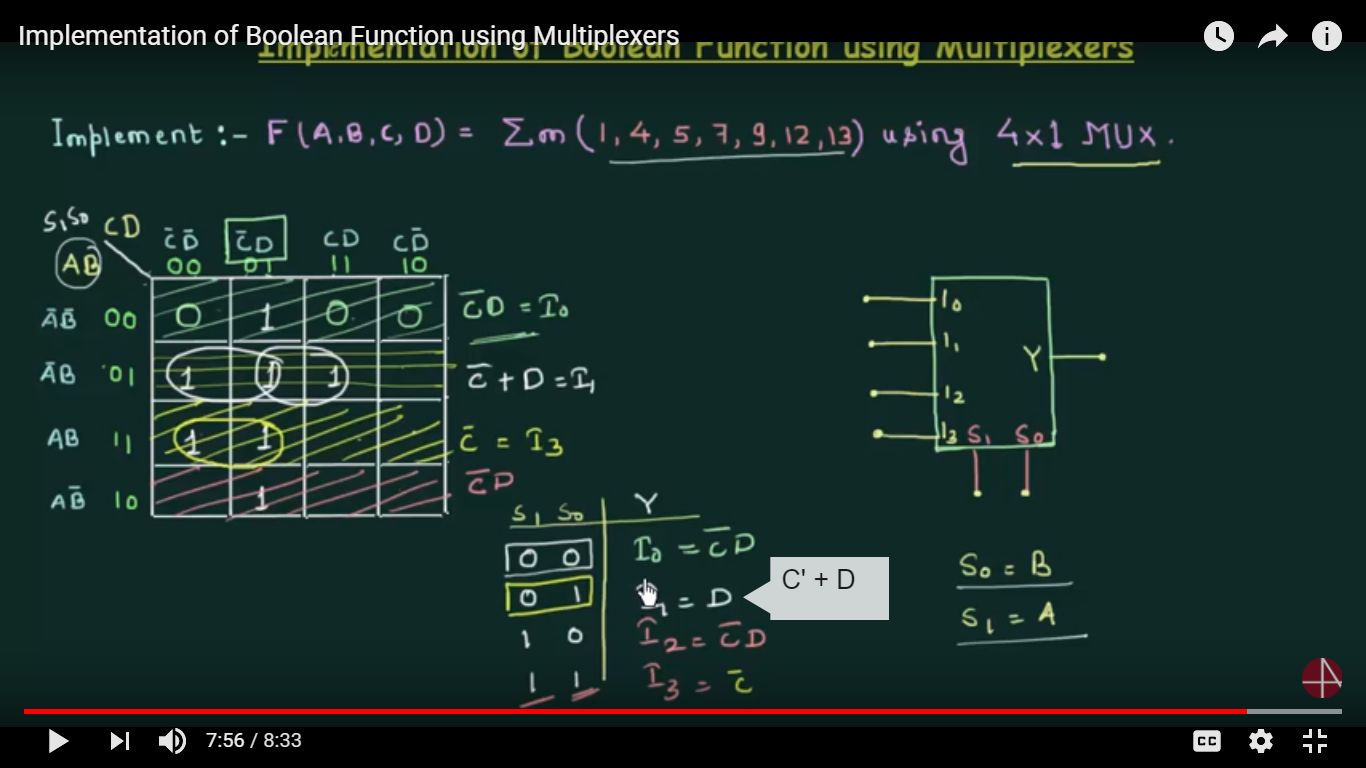 Implementation of Boolean Function using Multiplexers
Implementation of Boolean Function using Multiplexers
Implement :- F(A,B,C,D) = Σm(1,4,5,7,9,12,13) using 4x1 MUX.
S₁S₀ CD
AB
C̄D̄ C̄D CD CD̄
00 01 11 10
ĀB̄ 00 0 1 0 0 C̄D = I₀
ĀB 01 1 1 1 C̄ + D = I₁
AB 11 1 1 C̄ = I₃
AB̄ 10 1 C̄D
I₀
I₁
I₂
I₃ S₁ S₀
Y
S₁ S₀ Y
0 0 I₀ = C̄D
0 1 I₁ = D
C' + D
1 0 I₂ = C̄D
1 1 I₃ = C̄
S₀ = B
S₁ = A
7:56 / 8:33
CC